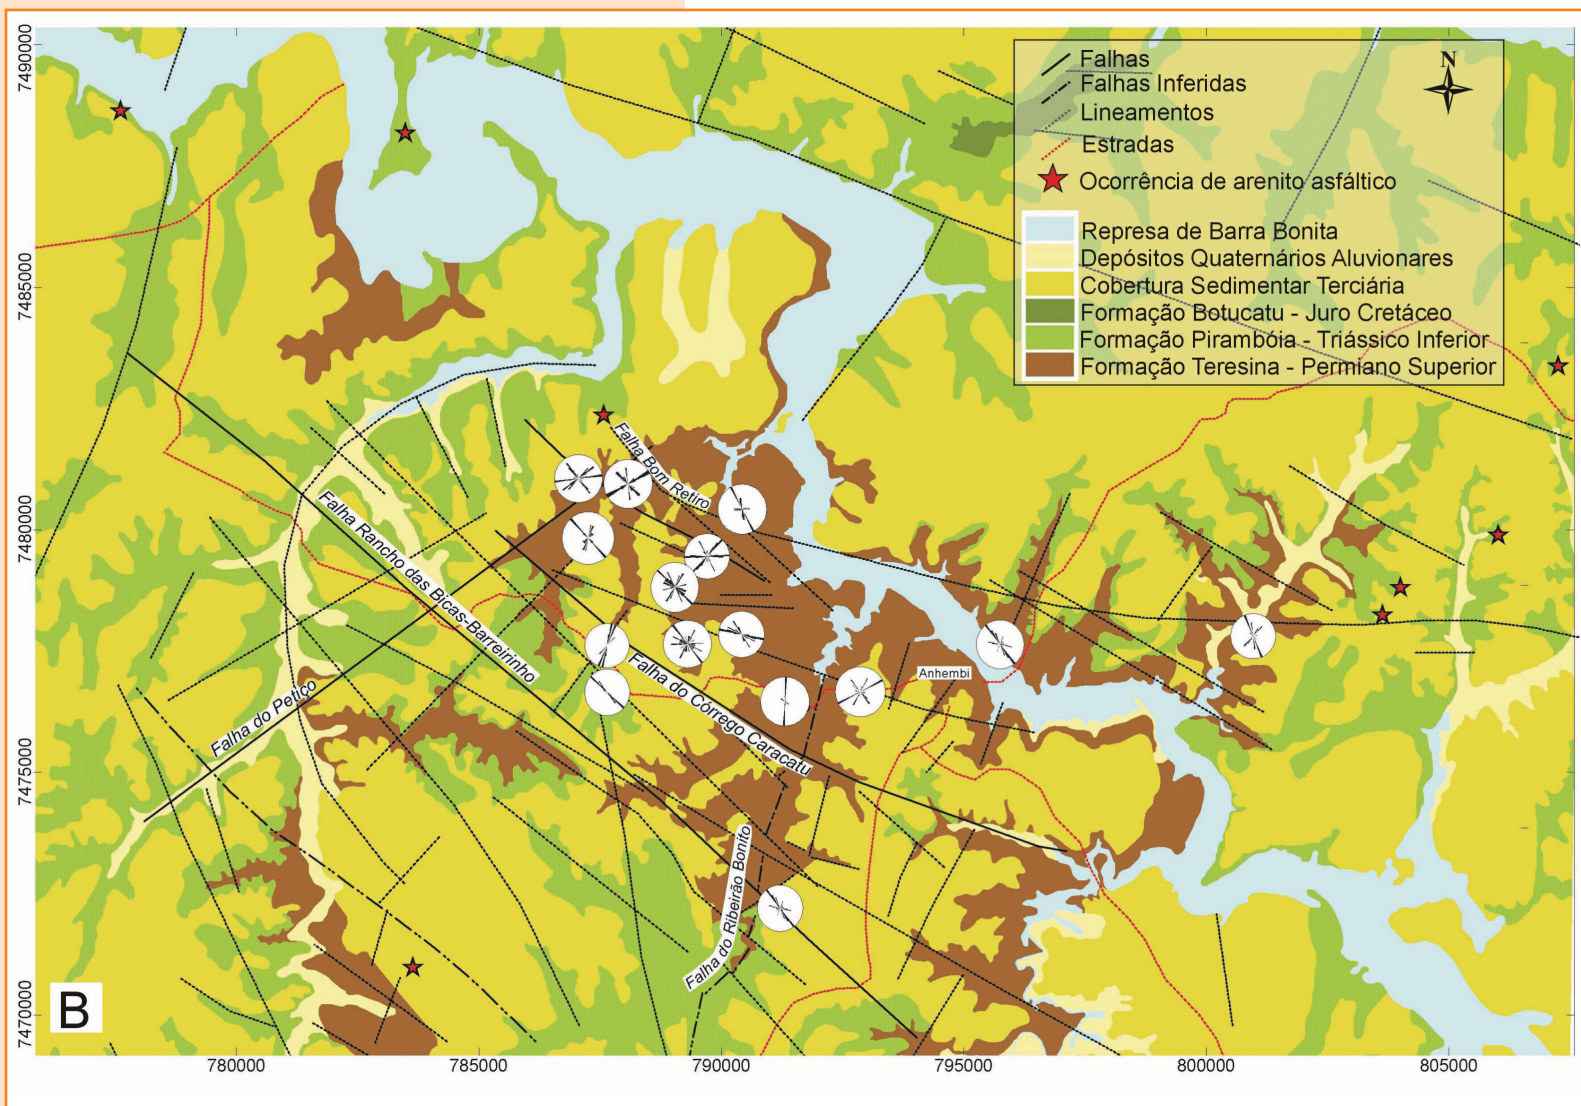 7490000
7485000
7480000
7475000
7470000
Falhas
Falhas Inferidas
Lineamentos
Estradas
Ocorrência de arenito asfáltico
N
Represa de Barra Bonita
Depósitos Quaternários Aluvionares
Cobertura Sedimentar Terciária
Formação Botucatu - Juro Cretáceo
Formação Pirambóia - Triássico Inferior
Formação Teresina - Permiano Superior
Falha Bom Retiro
Falha Rancho das Bicas-Barreirinho
Falha do Petiço
Falha do Córrego Caracatu
Anhembi
Falha do Ribeirão Bonito
B
780000
785000
790000
795000
800000
805000